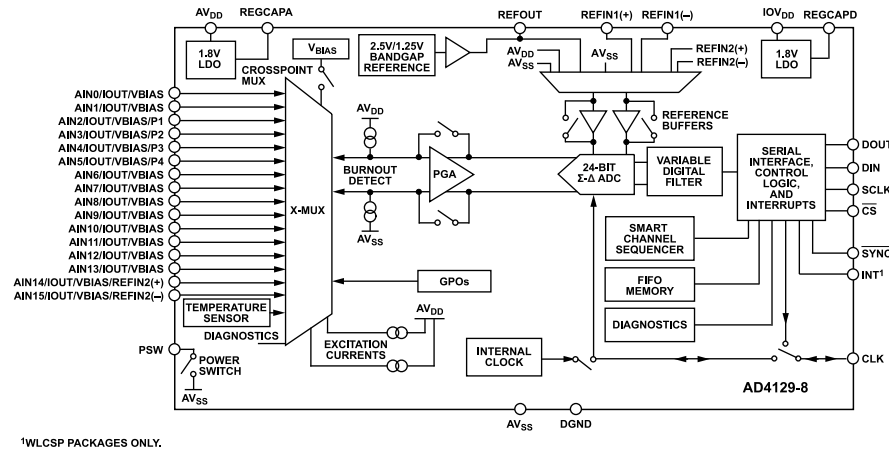 AVDD REGCAPA REFOUT REFIN1(+) REFIN1(–) IOVDD REGCAPD
1.8V LDO
VBIAS
2.5V/1.25V BANDGAP REFERENCE
AVDD
AVSS
AVSS
REFIN2(+)
REFIN2(–)
1.8V LDO
CROSSPOINT MUX
AIN0/IOUT/VBIAS
AIN1/IOUT/VBIAS
AIN2/IOUT/VBIAS/P1
AIN3/IOUT/VBIAS/P2
AIN4/IOUT/VBIAS/P3
AIN5/IOUT/VBIAS/P4
AIN6/IOUT/VBIAS
AIN7/IOUT/VBIAS
AIN8/IOUT/VBIAS
AIN9/IOUT/VBIAS
AIN10/IOUT/VBIAS
AIN11/IOUT/VBIAS
AIN12/IOUT/VBIAS
AIN13/IOUT/VBIAS
AIN14/IOUT/VBIAS/REFIN2(+)
AIN15/IOUT/VBIAS/REFIN2(–)
X-MUX
AVDD
BURNOUT DETECT
AVSS
PGA
REFERENCE BUFFERS
24-BIT Σ-Δ ADC
VARIABLE DIGITAL FILTER
SERIAL INTERFACE, CONTROL LOGIC, AND INTERRUPTS
DOUT
DIN
SCLK
CS
SYNC
INT1
SMART CHANNEL SEQUENCER
FIFO MEMORY
DIAGNOSTICS
GPOs
TEMPERATURE SENSOR
DIAGNOSTICS
AVDD
EXCITATION CURRENTS
PSW
POWER SWITCH
AVSS
INTERNAL CLOCK
CLK
AD4129-8
AVSS DGND
1WLCSP PACKAGES ONLY.